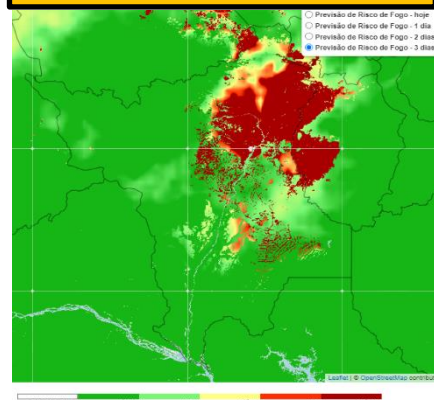 Previsão de Risco de Fogo - hoje
Previsão de Risco de Fogo - 1 dia
Previsão de Risco de Fogo - 2 dias
Previsão de Risco de Fogo - 3 dias
Leaflet | © OpenStreetMap contribut